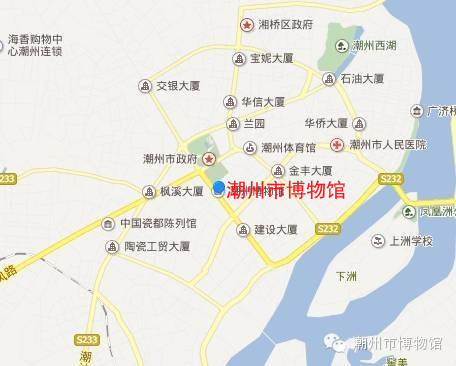 湘桥区政府
海香购物中
心潮州连锁
潮州西湖
宝妮大厦
石油大厦
交银大厦
华信大厦
广济桥
兰园
华侨大厦
潮州体育馆
潮州市人民医院
潮州市政府
金丰大厦
S233
S232
枫溪大厦
潮州市博物馆
凤凰洲公
中国瓷都陈列馆
建设大厦
S232
上洲学校
陶瓷工贸大厦
风路
下洲
S233
潮州市博物馆
潮